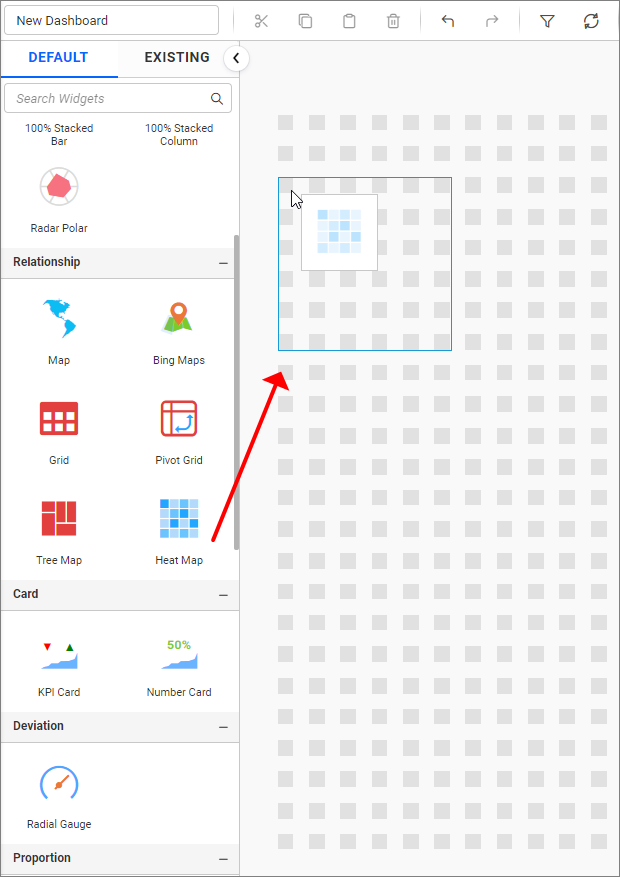 New Dashboard
DEFAULT
EXISTING
Search Widgets
100% Stacked
Bar
100% Stacked
Column
Radar Polar
Relationship
Map
Bing Maps
Grid
Pivot Grid
Tree Map
Heat Map
Card
50%
KPI Card
Number Card
Deviation
Radial Gauge
Proportion